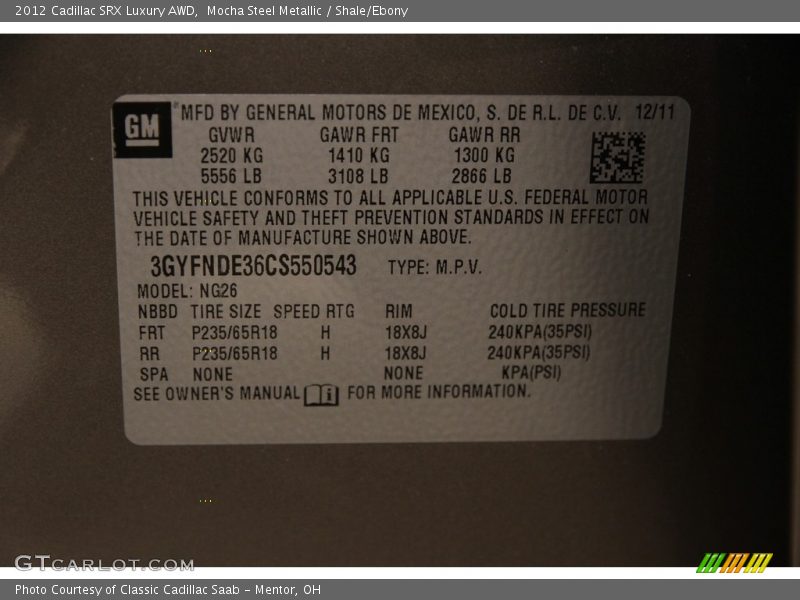 2012 Cadillac SRX Luxury AWD,  Mocha Steel Metallic / Shale/Ebony
GM
MFD BY GENERAL MOTORS DE MEXICO, S. DE R.L. DE C.V. 12/11
GVWR GAWR FRT GAWR RR
2520 KG 1410 KG 1300 KG
5556 LB 3108 LB 2866 LB
THIS VEHICLE CONFORMS TO ALL APPLICABLE U.S. FEDERAL MOTOR
VEHICLE SAFETY AND THEFT PREVENTION STANDARDS IN EFFECT ON
THE DATE OF MANUFACTURE SHOWN ABOVE.
3GYFNDE36CS550543 TYPE: M.P.V.
MODEL: NG26
NBBD TIRE SIZE SPEED RTG RIM COLD TIRE PRESSURE
FRT P235/65R18 H 18X8J 240KPA(35PSI)
RR P235/65R18 H 18X8J 240KPA(35PSI)
SPA NONE NONE KPA(PSI)
SEE OWNER'S MANUAL FOR MORE INFORMATION.
GTCARLOT.COM
Photo Courtesy of Classic Cadillac Saab - Mentor, OH